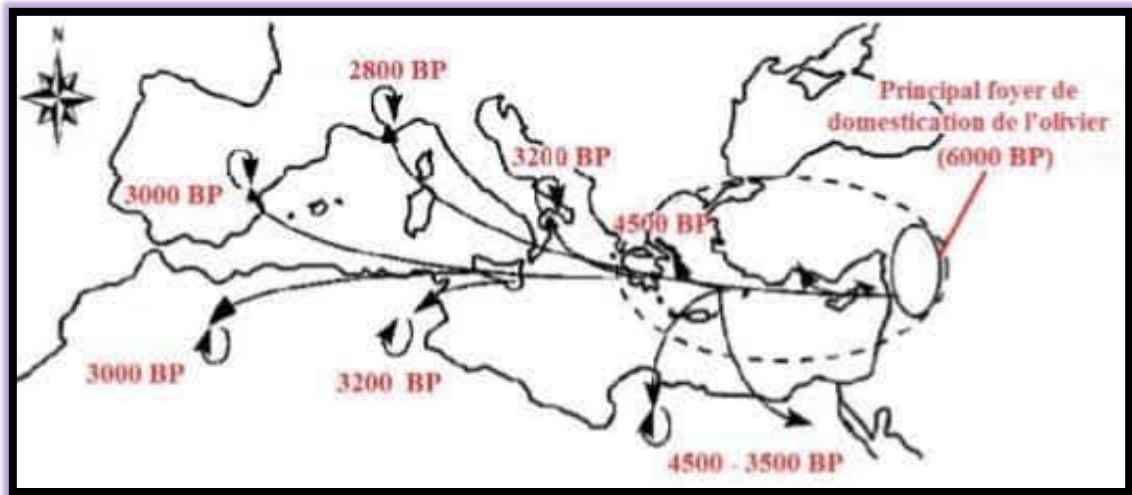 N
2800 BP
Principal foyer de
domestication de l'olivier
(6000 BP)
3200 BP
3000 BP
4500 BP
3000 BP
3200 BP
4500 - 3500 BP